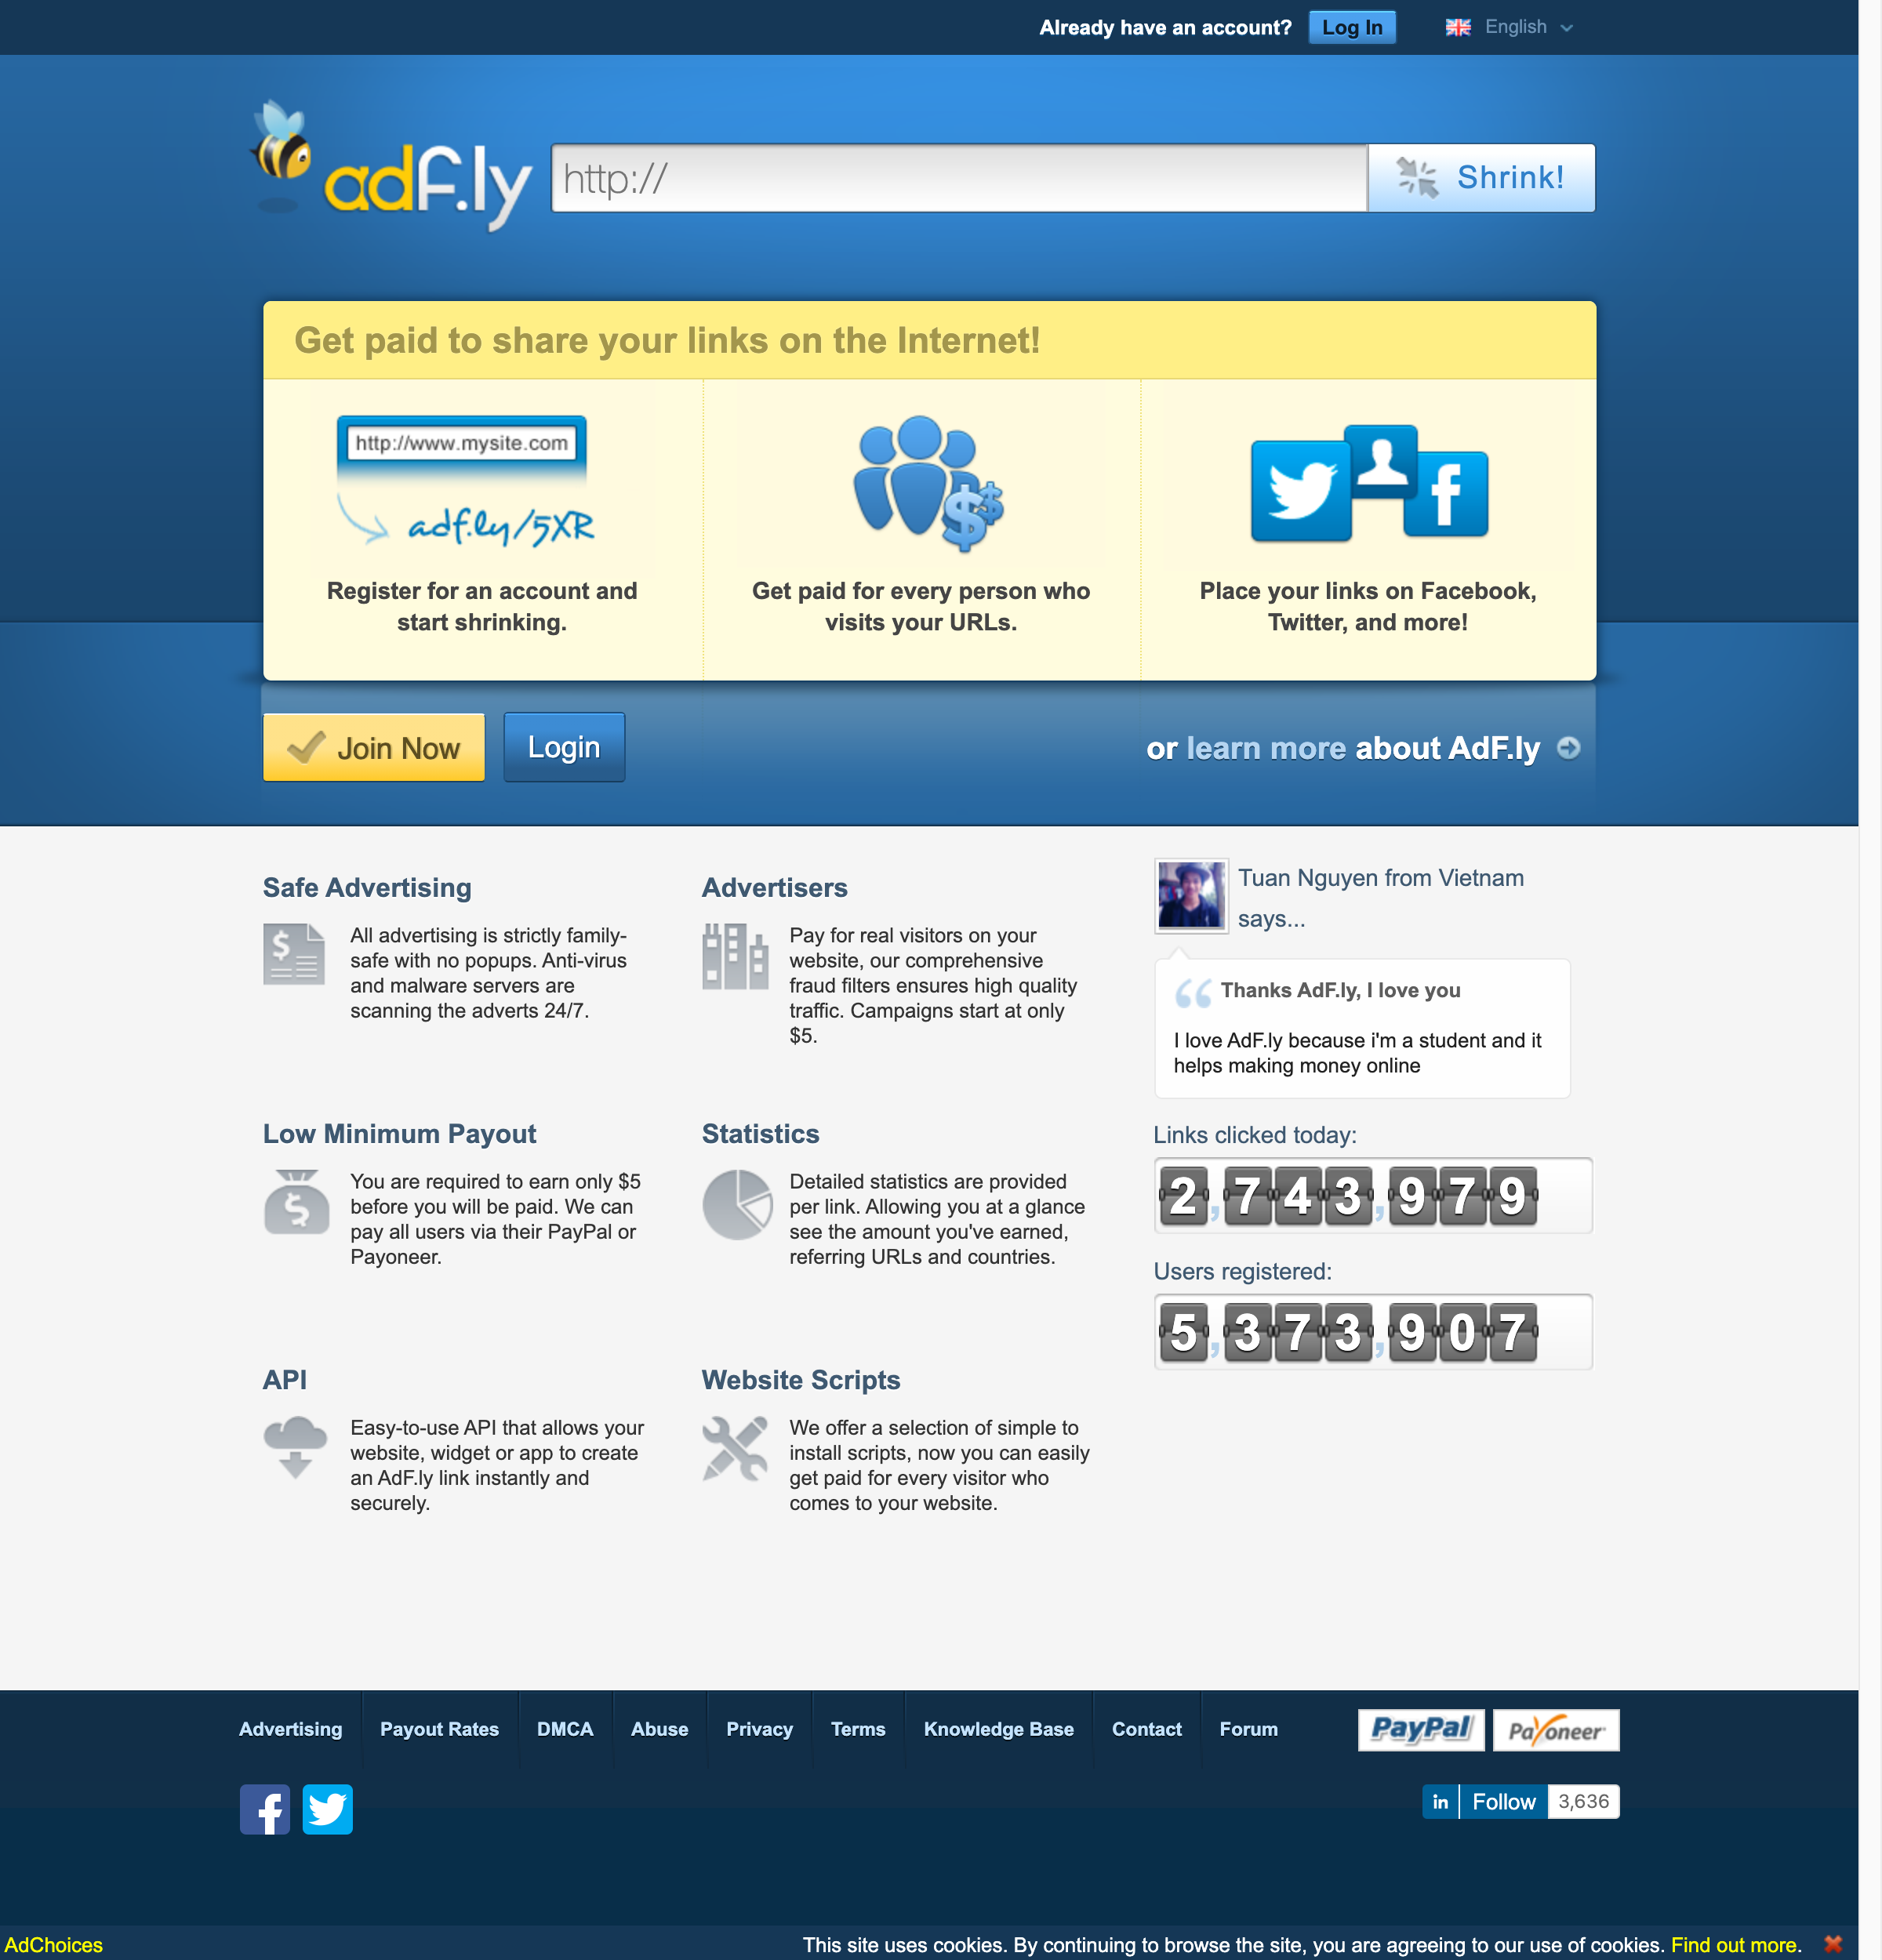 Already have an account?
Log In
English
adf.ly
http://
Shrink!
Get paid to share your links on the Internet!
http://www.mysite.com
adf.ly/5XR
Register for an account and
start shrinking.
Get paid for every person who
visits your URLs.
Place your links on Facebook,
Twitter, and more!
Join Now
Login
or learn more about AdF.ly
Safe Advertising
All advertising is strictly family-
safe with no popups. Anti-virus
and malware servers are
scanning the adverts 24/7.
Advertisers
Pay for real visitors on your
website, our comprehensive
fraud filters ensures high quality
traffic. Campaigns start at only
$5.
Tuan Nguyen from Vietnam
says...
Thanks AdF.ly, I love you
I love AdF.ly because i'm a student and it
helps making money online
Low Minimum Payout
You are required to earn only $5
before you will be paid. We can
pay all users via their PayPal or
Payoneer.
Statistics
Detailed statistics are provided
per link. Allowing you at a glance
see the amount you've earned,
referring URLs and countries.
Links clicked today:
2,743,979
Users registered:
5,373,907
API
Easy-to-use API that allows your
website, widget or app to create
an AdF.ly link instantly and
securely.
Website Scripts
We offer a selection of simple to
install scripts, now you can easily
get paid for every visitor who
comes to your website.
Advertising
Payout Rates
DMCA
Abuse
Privacy
Terms
Knowledge Base
Contact
Forum
PayPal
Payoneer
in Follow 3,636
AdChoices
This site uses cookies. By continuing to browse the site, you are agreeing to our use of cookies. Find out more.